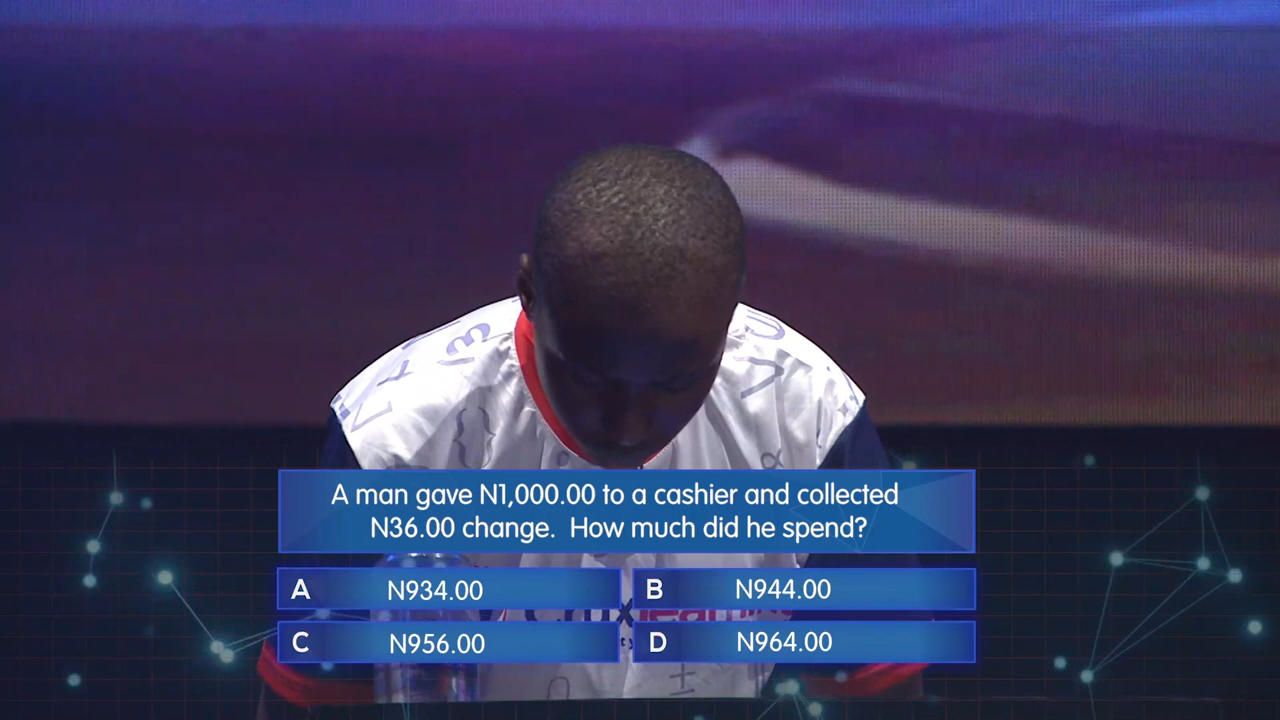 A man gave N1,000.00 to a cashier and collected
N36.00 change. How much did he spend?
A N934.00
B N944.00
C N956.00
D N964.00